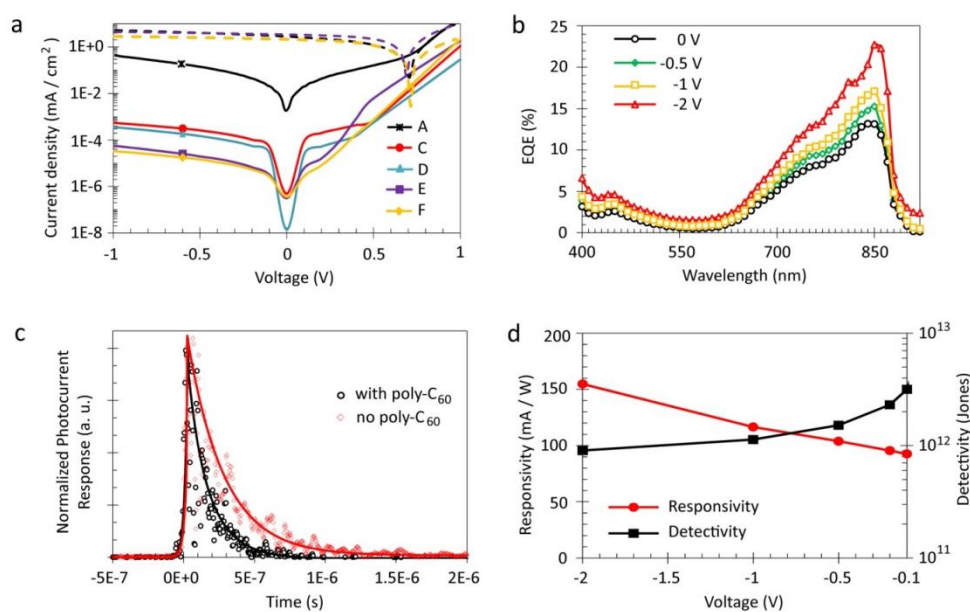 a
Current density (mA / cm²)
1E+0
1E-2
1E-4
1E-6
1E-8
A
C
D
E
F
-1
-0.5
0
0.5
1
Voltage (V)
b
EQE (%)
25
20
15
10
5
0
0 V
-0.5 V
-1 V
-2 V
400
550
700
850
Wavelength (nm)
c
Normalized Photocurrent
Response (a. u.)
with poly-C₆₀
no poly-C₆₀
-5E-7
0E+0
5E-7
1E-6
2E-6
2E-6
Time (s)
d
Responsivity (mA / W)
200
150
100
50
0
Responsivity
Detectivity
10¹³
10¹²
10¹¹
Detectivity (Jones)
-2
-1.5
-1
-0.5
-0.1
Voltage (V)